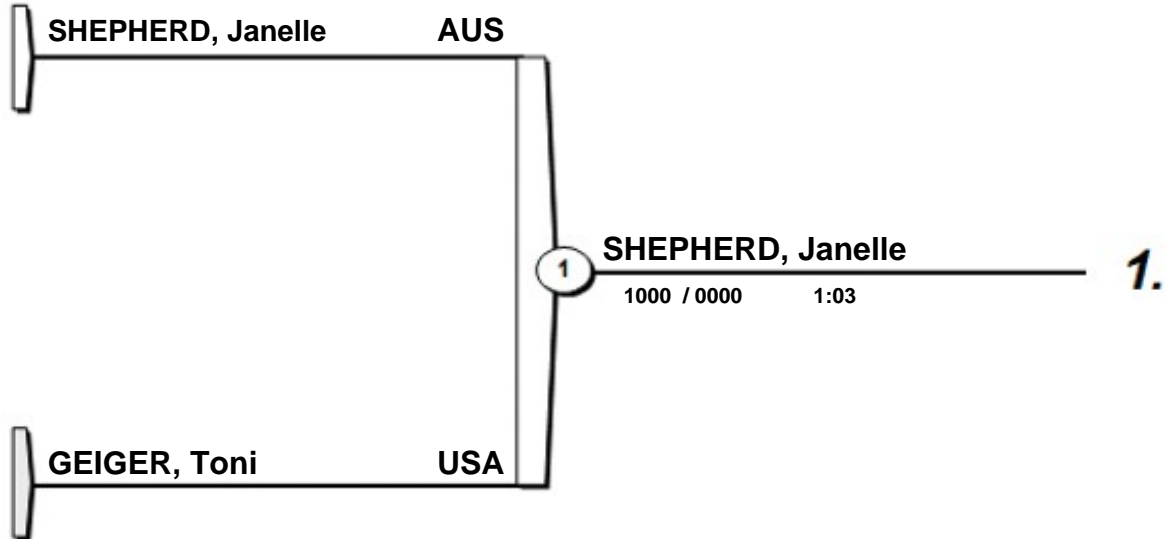 SHEPHERD, Janelle AUS
1 SHEPHERD, Janelle 1.
1000 / 0000 1:03
GEIGER, Toni USA